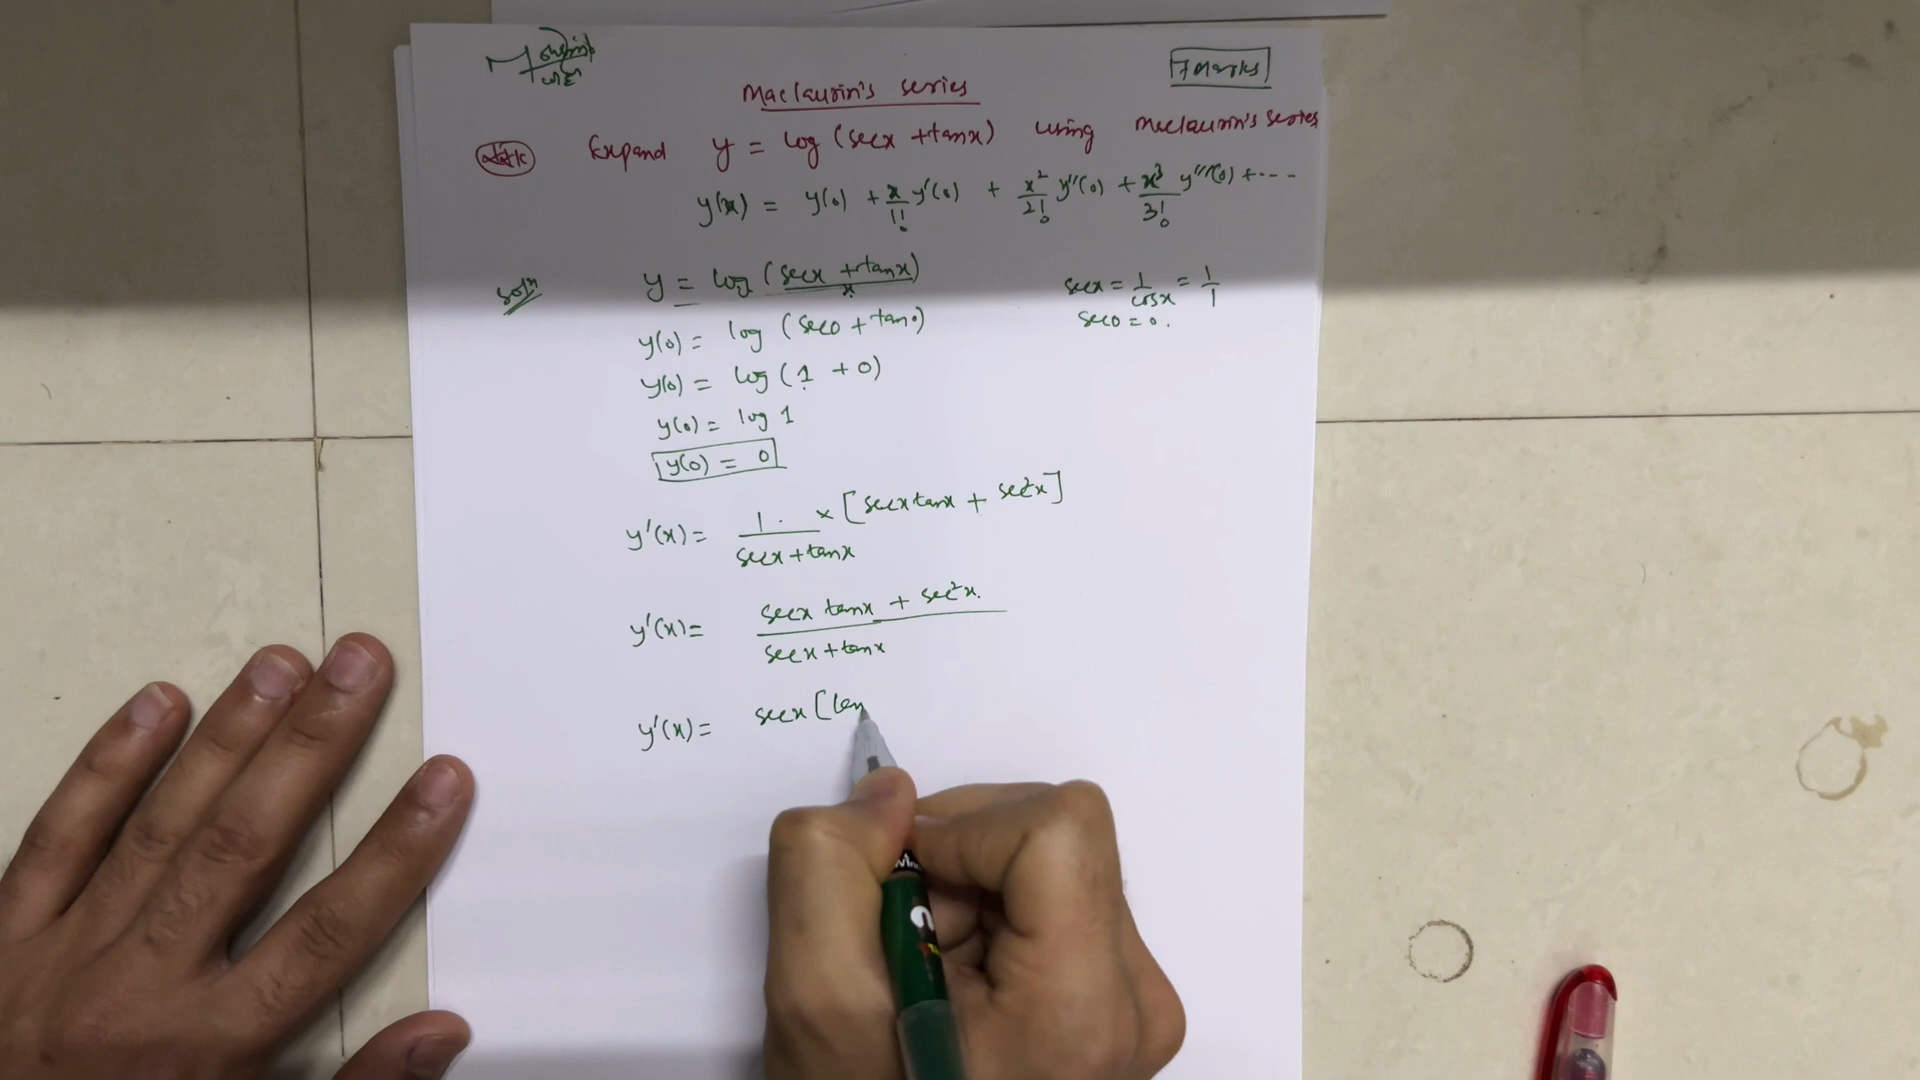 7 Marks
Maclaurin's series
Expand y = log (secx + tanx) using Maclaurin's series
y(x) = y(0) + x/1! y'(0) + x²/2! y''(0) + x³/3! y'''(0) + ---
Soln
y = log (secx + tanx)
secx = 1/cosx = 1/1
sec0 = 0.
y(0) = log (sec0 + tan0)
y(0) = log (1 + 0)
y(0) = log 1
y(0) = 0
y'(x) = 1/(secx + tanx) × [secx tanx + sec²x]
y'(x) = (secx tanx + sec²x)/(secx + tanx)
y'(x) = secx [tan